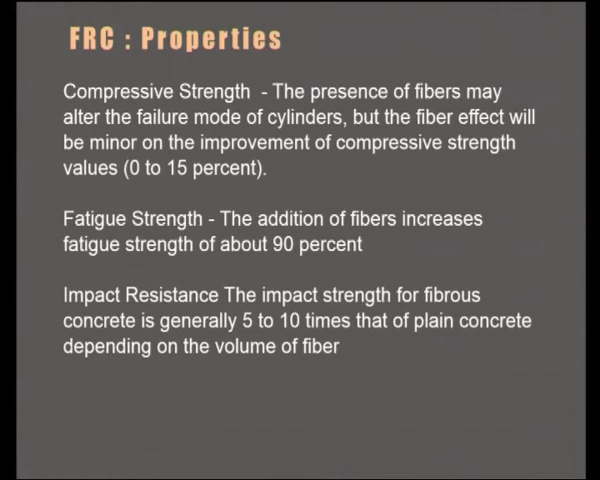 FRC : Properties
Compressive Strength - The presence of fibers may
alter the failure mode of cylinders, but the fiber effect will
be minor on the improvement of compressive strength
values (0 to 15 percent).
Fatigue Strength - The addition of fibers increases
fatigue strength of about 90 percent
Impact Resistance The impact strength for fibrous
concrete is generally 5 to 10 times that of plain concrete
depending on the volume of fiber